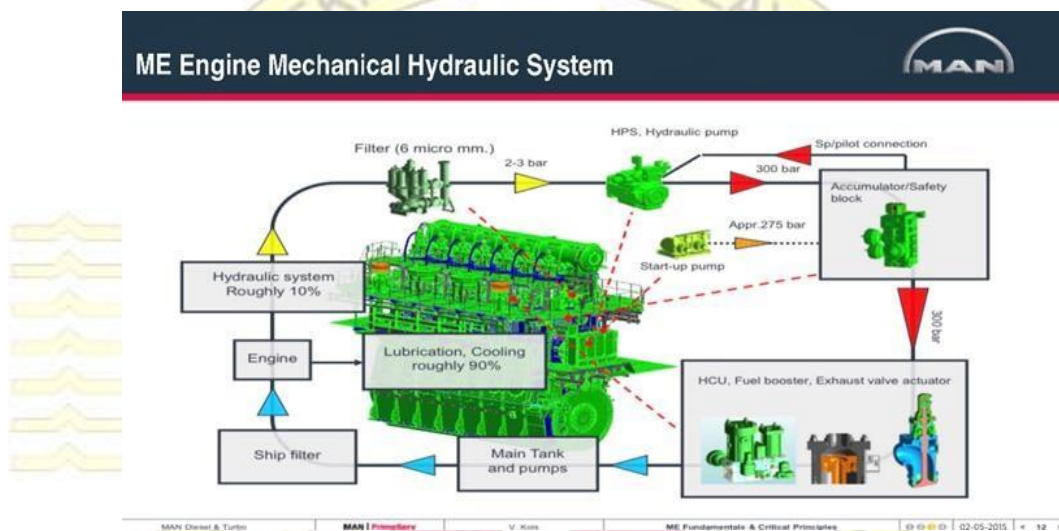 ME Engine Mechanical Hydraulic System
MAN
HPS, Hydraulic pump
Sp/pilot connection
Filter (6 micro mm.)
2-3 bar
300 bar
Accumulator/Safety
block
Appr.275 bar
Start-up pump
Hydraulic system
Roughly 10%
300 bar
Engine
Lubrication, Cooling
roughly 90%
HCU, Fuel booster, Exhaust valve actuator
Ship filter
Main Tank
and pumps
MAN Diesel & Turbo
MAN | PrimeServ
ME Fundamentals & Critical Principles
02-05-2015
< 12